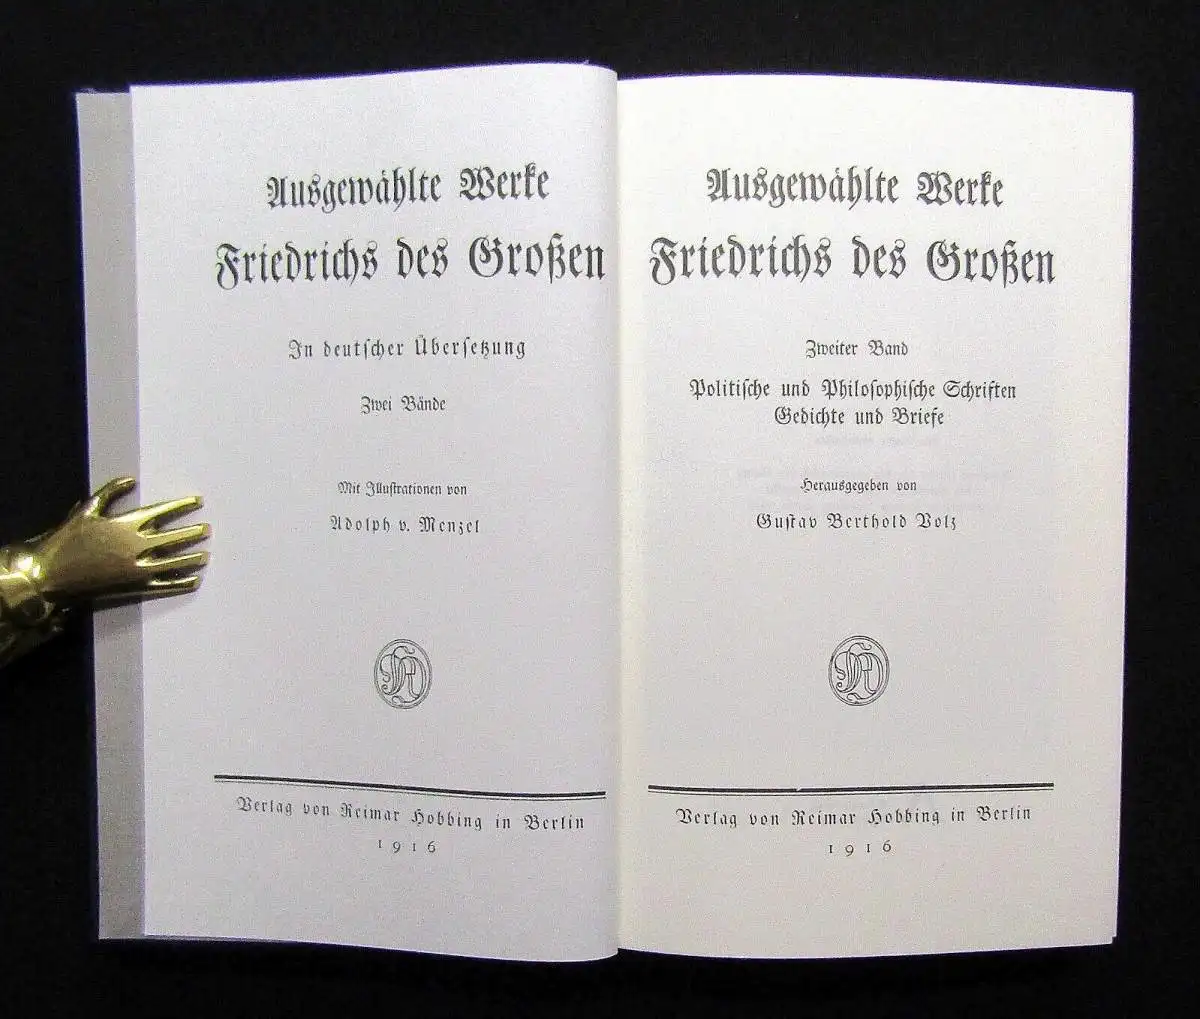 Ausgewählte Werke
Friedrichs des Großen
In deutscher Übersetzung
Zwei Bände
Mit Illustrationen von
Adolph v. Menzel
Verlag von Reimar Hobbing in Berlin
1916
Ausgewählte Werke
Friedrichs des Großen
Zweiter Band
Politische und Philosophische Schriften
Gedichte und Briefe
Herausgegeben von
Gustav Berthold Volz
Verlag von Reimar Hobbing in Berlin
1916